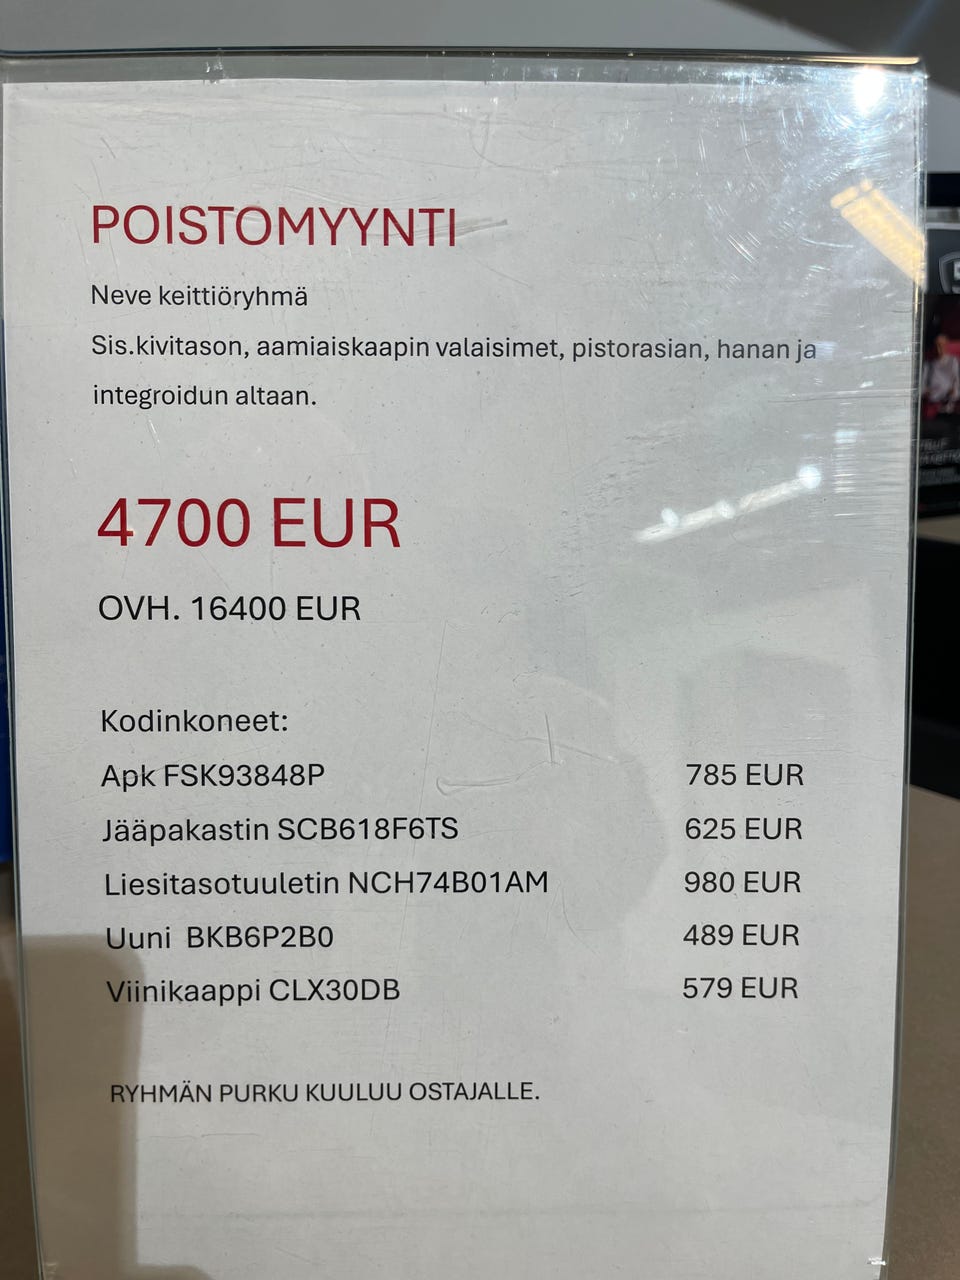 POISTOMYYNTI
Neve keittiöryhmä
Sis.kivitason, aamiaiskaapin valaisimet, pistorasian, hanan ja
integroidun altaan.
4700 EUR
OVH. 16400 EUR
Kodinkoneet:
Apk FSK93848P 785 EUR
Jääpakastin SCB618F6TS 625 EUR
Liesitasotuuletin NCH74B01AM 980 EUR
Uuni BKB6P2B0 489 EUR
Viinikaappi CLX30DB 579 EUR
RYHMÄN PURKU KUULUU OSTAJALLE.